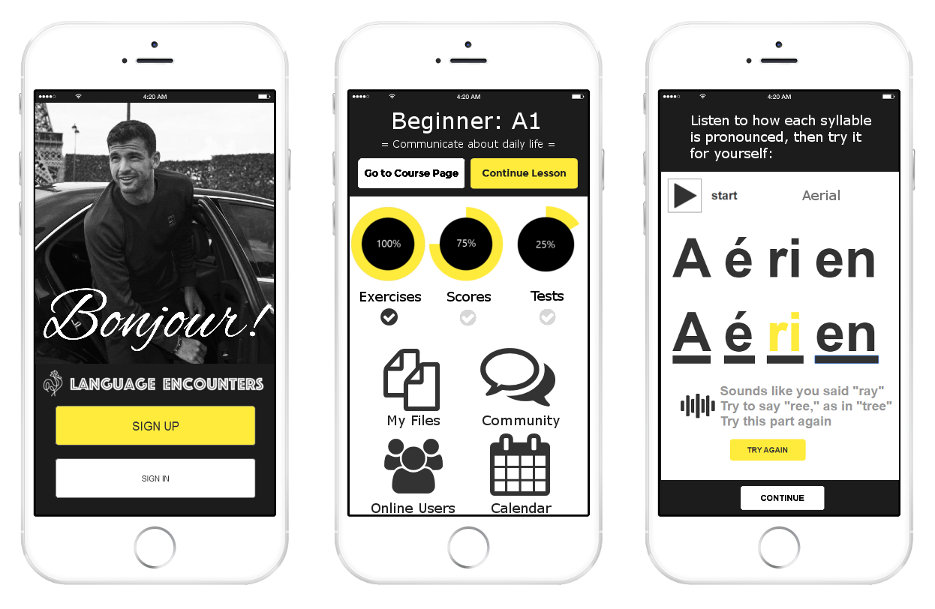 4:20 AM
Bonjour!
LANGUAGE ENCOUNTERS
SIGN UP
SIGN IN
4:20 AM
Beginner: A1
= Communicate about daily life =
Go to Course Page
Continue Lesson
100%
75%
25%
Exercises
Scores
Tests
My Files
Community
Online Users
Calendar
4:20 AM
Listen to how each syllable
is pronounced, then try it
for yourself:
start
Aerial
A é ri en
A é ri en
Sounds like you said "ray"
Try to say "ree," as in "tree"
Try this part again
TRY AGAIN
CONTINUE